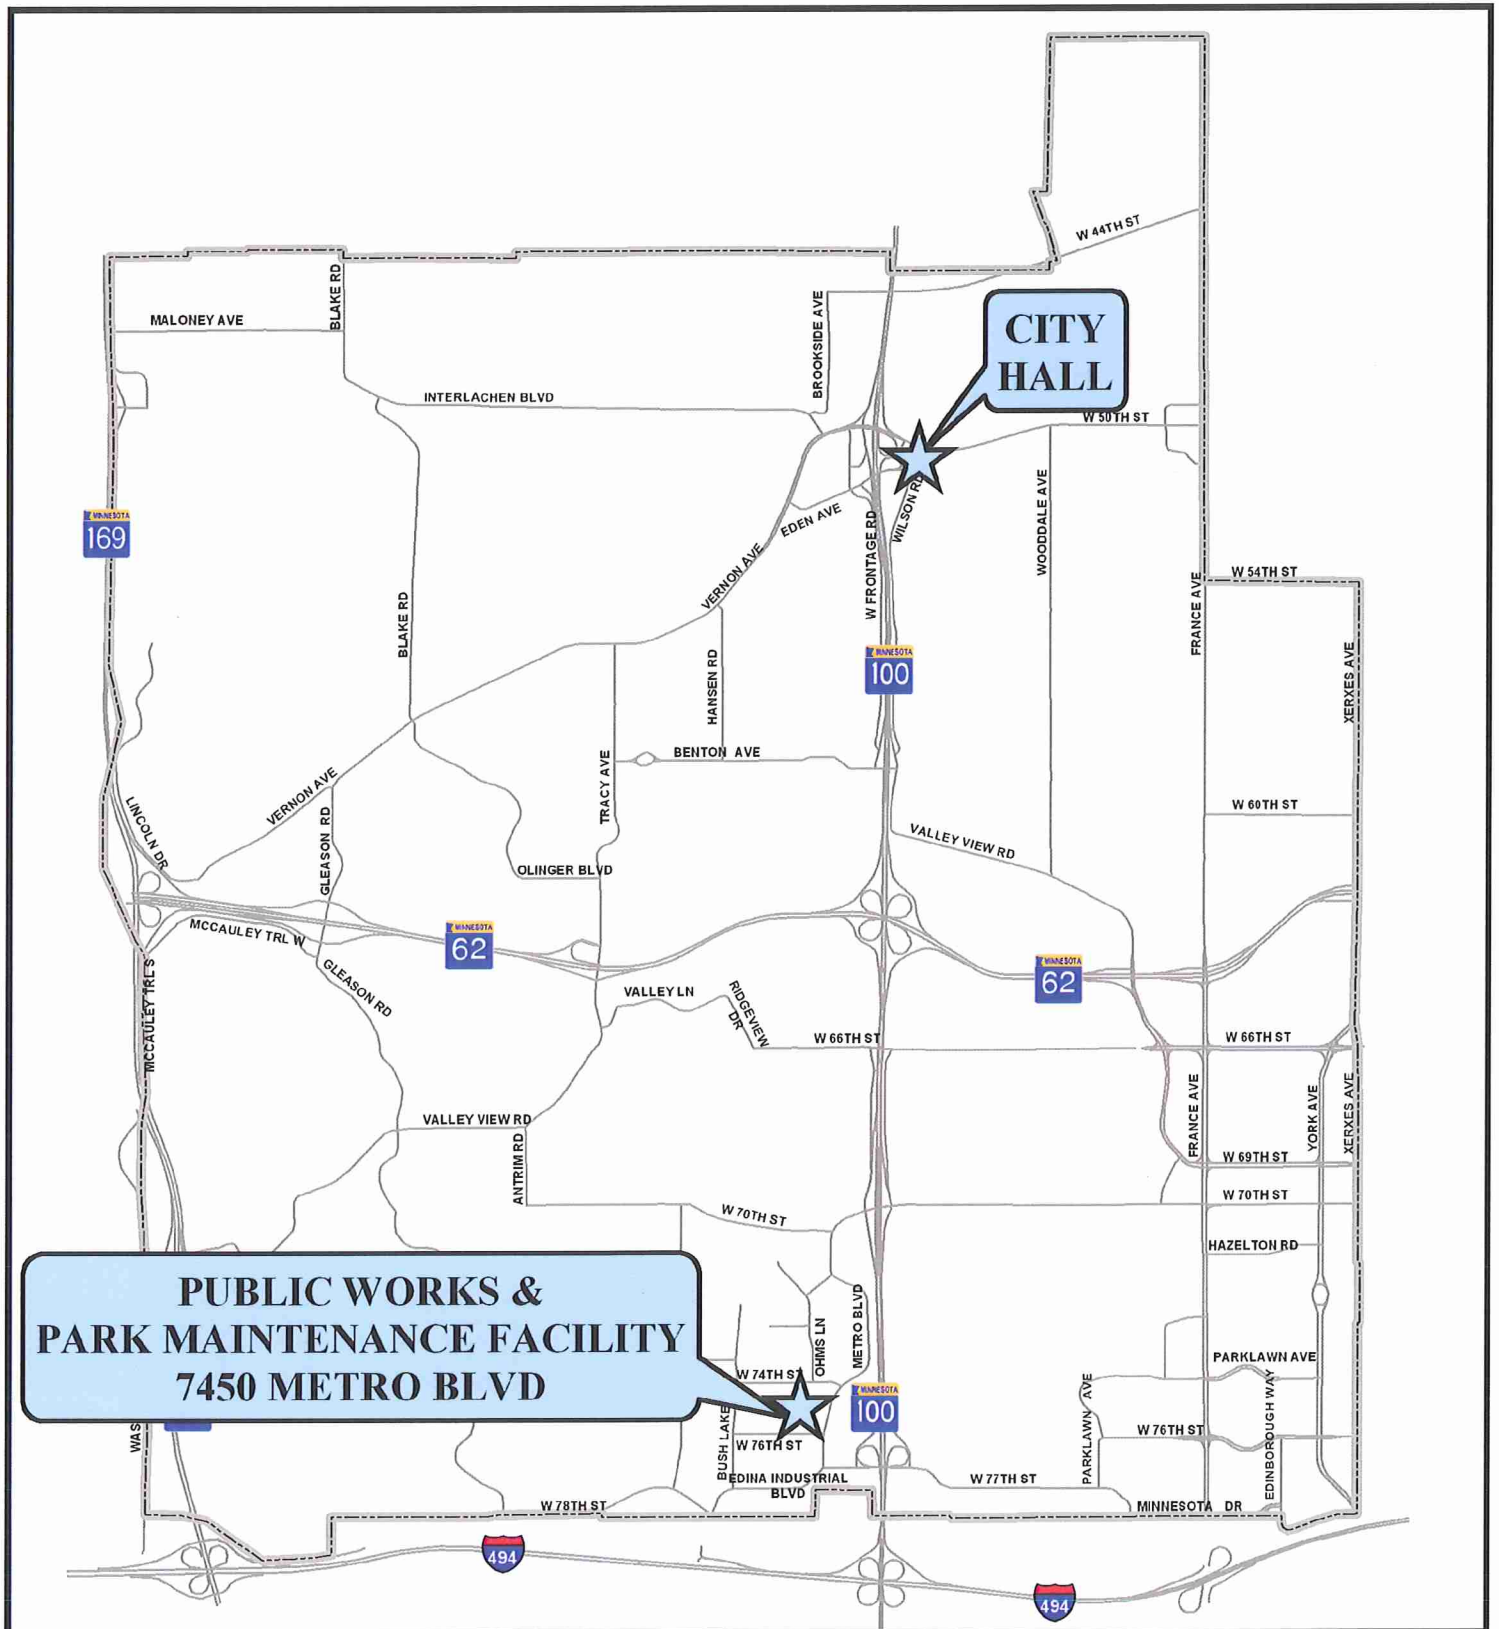 W 44TH ST
BLAKE RD
MALONEY AVE
BROOKSIDE AVE
CITY
HALL
INTERLACHEN BLVD
W 50TH ST
MINNESOTA
169
EDEN AVE
WILSON RD
WOODDALE AVE
W FRONTAGE RD
VERNON AVE
W 54TH ST
FRANCE AVE
BLAKE RD
HANSEN RD
MINNESOTA
100
XERXES AVE
BENTON AVE
TRACY AVE
VERNON AVE
LINCOLN DR
GLEASON RD
W 60TH ST
VALLEY VIEW RD
OLINGER BLVD
MCCAULEY TRL W
MINNESOTA
62
MINNESOTA
62
GLEASON RD
MCCAULEY TRL S
VALLEY LN
RIDGEVIEW
DR
W 66TH ST
W 66TH ST
FRANCE AVE
YORK AVE
XERXES AVE
VALLEY VIEW RD
ANTRIM RD
W 69TH ST
W 70TH ST
W 70TH ST
HAZELTON RD
PUBLIC WORKS &
PARK MAINTENANCE FACILITY
7450 METRO BLVD
OHMS LN
METRO BLVD
W 74TH ST
PARKLAWN AVE
MINNESOTA
100
WAS
BUSH LAKE
W 76TH ST
PARKLAWN AVE
W 76TH ST
EDINBOROUGH WAY
EDINA INDUSTRIAL
BLVD
W 77TH ST
W 78TH ST
MINNESOTA DR
494
494